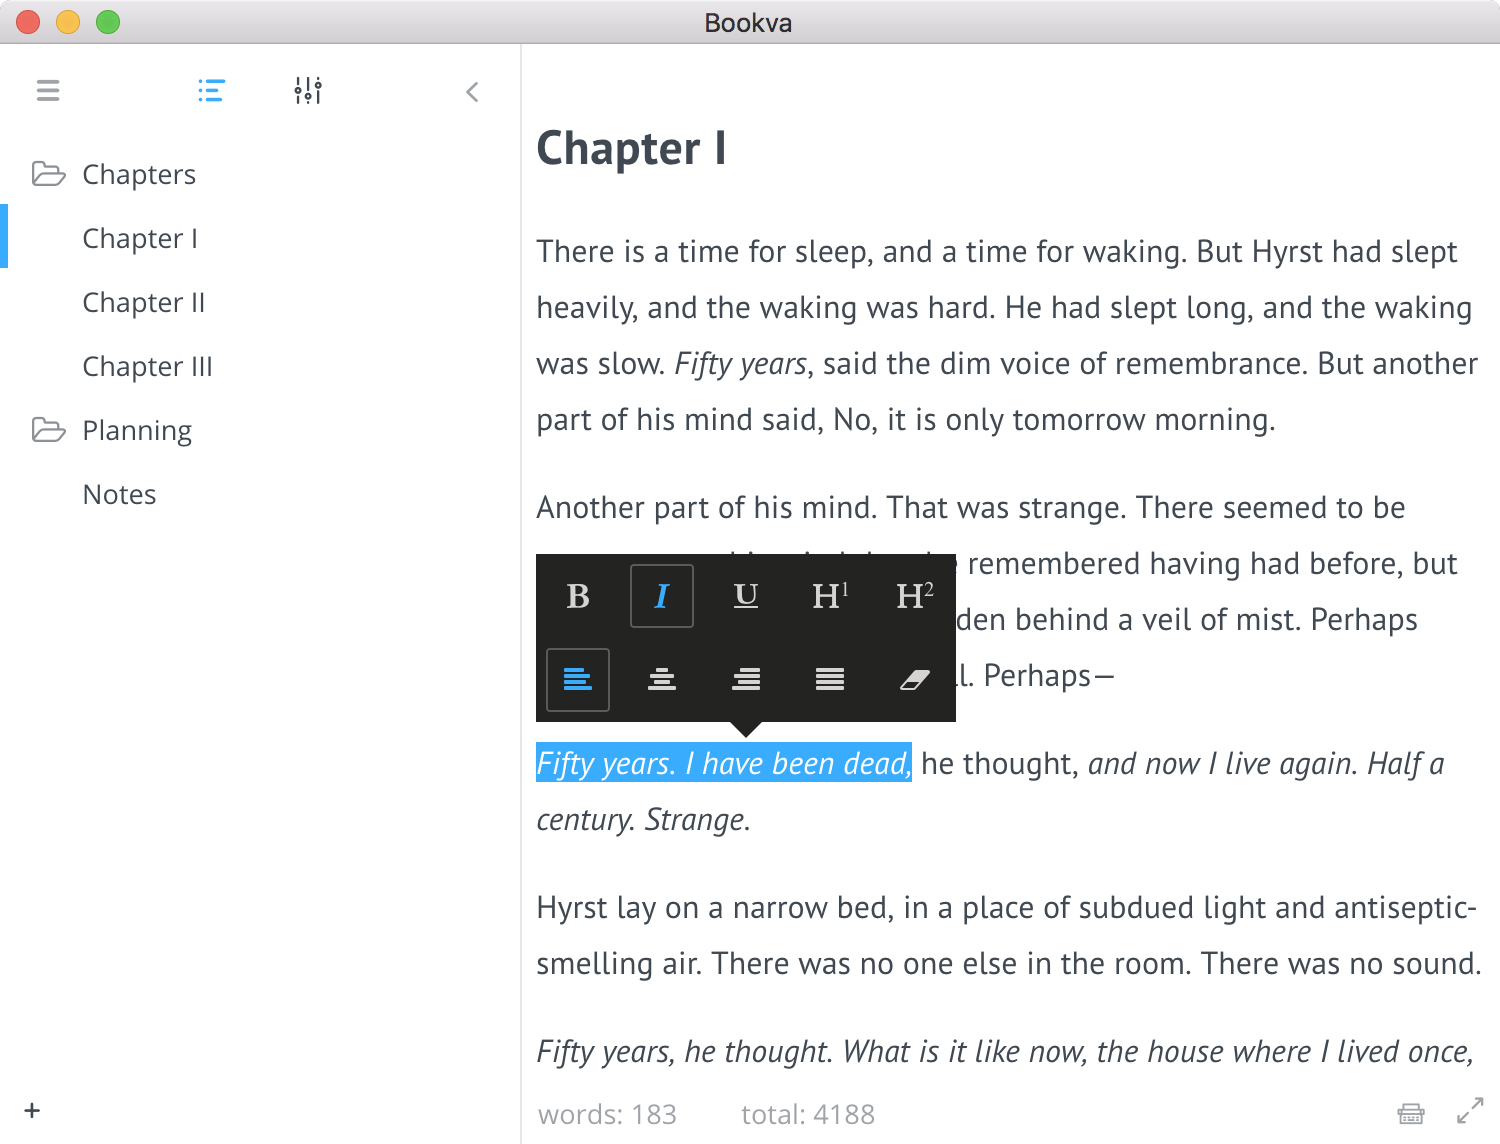 Bookva
Chapters
Chapter I
Chapter II
Chapter III
Planning
Notes
Chapter I
There is a time for sleep, and a time for waking. But Hyrst had slept
heavily, and the waking was hard. He had slept long, and the waking
was slow. Fifty years, said the dim voice of remembrance. But another
part of his mind said, No, it is only tomorrow morning.
Another part of his mind. That was strange. There seemed to be
remembered having had before, but
den behind a veil of mist. Perhaps
l. Perhaps—
B I U H1 H2
Fifty years. I have been dead, he thought, and now I live again. Half a
century. Strange.
Hyrst lay on a narrow bed, in a place of subdued light and antiseptic-
smelling air. There was no one else in the room. There was no sound.
Fifty years, he thought. What is it like now, the house where I lived once,
words: 183 total: 4188